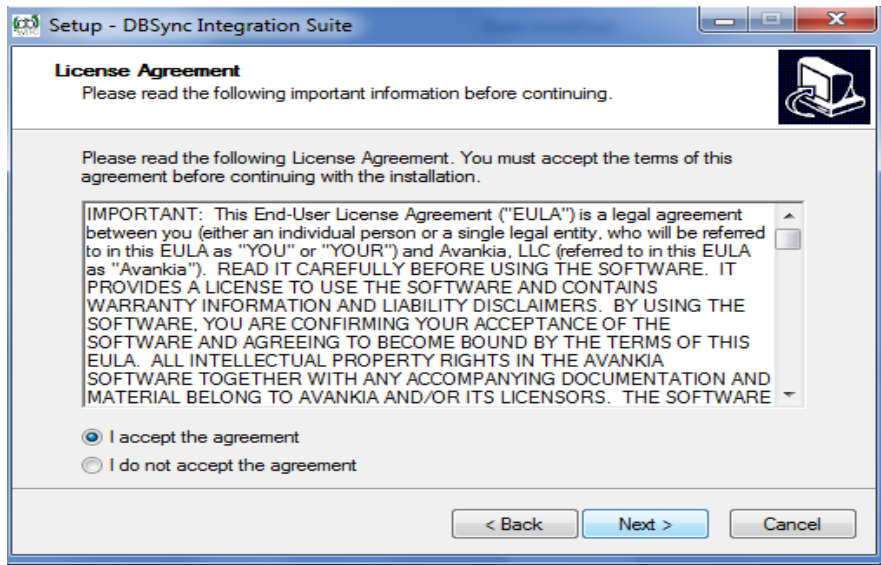 Setup - DBSync Integration Suite
License Agreement
Please read the following important information before continuing.
Please read the following License Agreement. You must accept the terms of this
agreement before continuing with the installation.
IMPORTANT:  This End-User License Agreement ("EULA") is a legal agreement
between you (either an individual person or a single legal entity, who will be referred
to in this EULA as "YOU" or "YOUR") and Avankia, LLC (referred to in this EULA
as "Avankia").  READ IT CAREFULLY BEFORE USING THE SOFTWARE.  IT
PROVIDES A LICENSE TO USE THE SOFTWARE AND CONTAINS
WARRANTY INFORMATION AND LIABILITY DISCLAIMERS.  BY USING THE
SOFTWARE, YOU ARE CONFIRMING YOUR ACCEPTANCE OF THE
SOFTWARE AND AGREEING TO BECOME BOUND BY THE TERMS OF THIS
EULA.  ALL INTELLECTUAL PROPERTY RIGHTS IN THE AVANKIA
SOFTWARE TOGETHER WITH ANY ACCOMPANYING DOCUMENTATION AND
MATERIAL BELONG TO AVANKIA AND/OR ITS LICENSORS.  THE SOFTWARE
I accept the agreement
I do not accept the agreement
< Back
Next >
Cancel